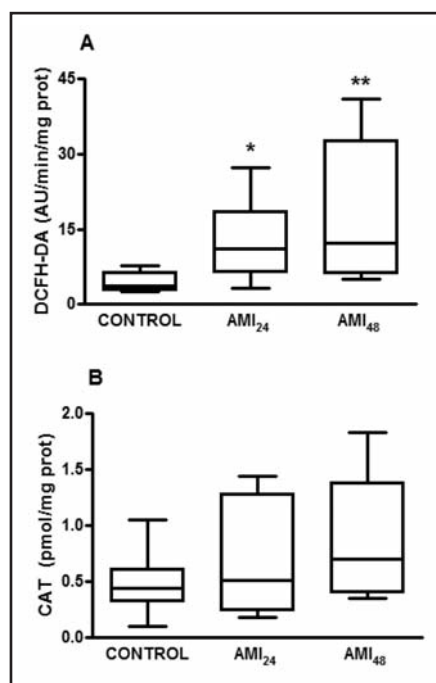 A
DCFH-DA (AU/min/mg prot)
45
30
15
0
*
**
CONTROL AMI₂₄ AMI₄₈
B
CAT (pmol/mg prot)
2.0
1.5
1.0
0.5
0.0
CONTROL AMI₂₄ AMI₄₈